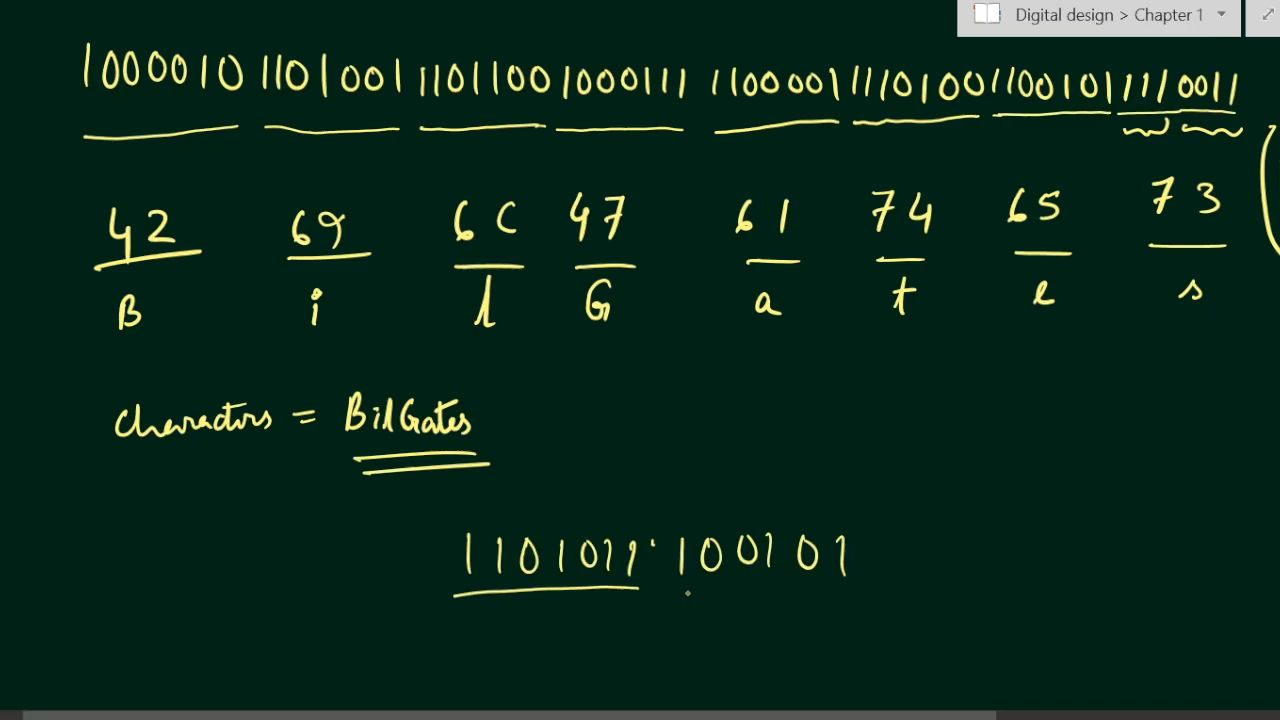 Digital design > Chapter 1
1000010 1101001 1101100 1000111 1100001 1110100 1100101 1110011
42 69 6C 47 61 74 65 73
B i l G a t e s
charactors = BilGates
1101011 100101